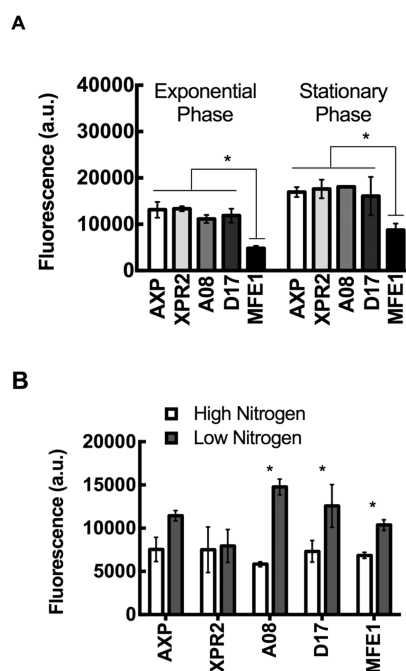 A
Exponential Phase
Stationary Phase
Fluorescence (a.u.)
40000
30000
20000
10000
0
AXP
XPR2
A08
D17
MFE1
AXP
XPR2
A08
D17
MFE1
*
*
B
High Nitrogen
Low Nitrogen
Fluorescence (a.u.)
20000
15000
10000
5000
0
*
*
*
AXP
XPR2
A08
D17
MFE1